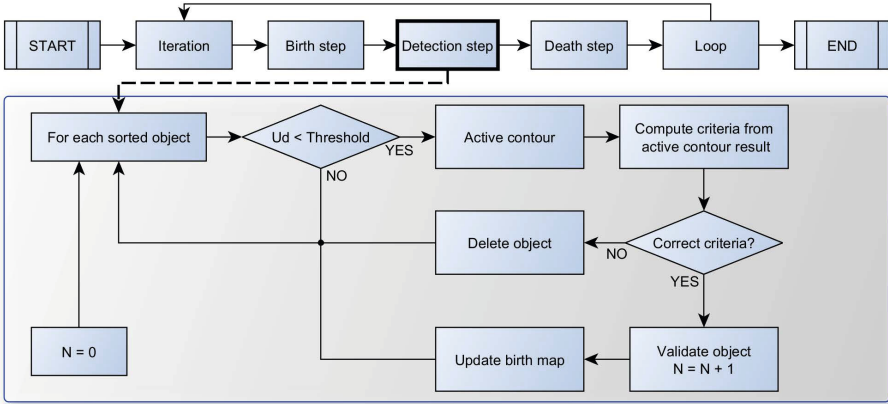 START
Iteration
Birth step
Detection step
Death step
Loop
END
For each sorted object
Ud < Threshold
YES
NO
Active contour
Compute criteria from
active contour result
Delete object
NO
Correct criteria?
YES
N = 0
Update birth map
Validate object
N = N + 1